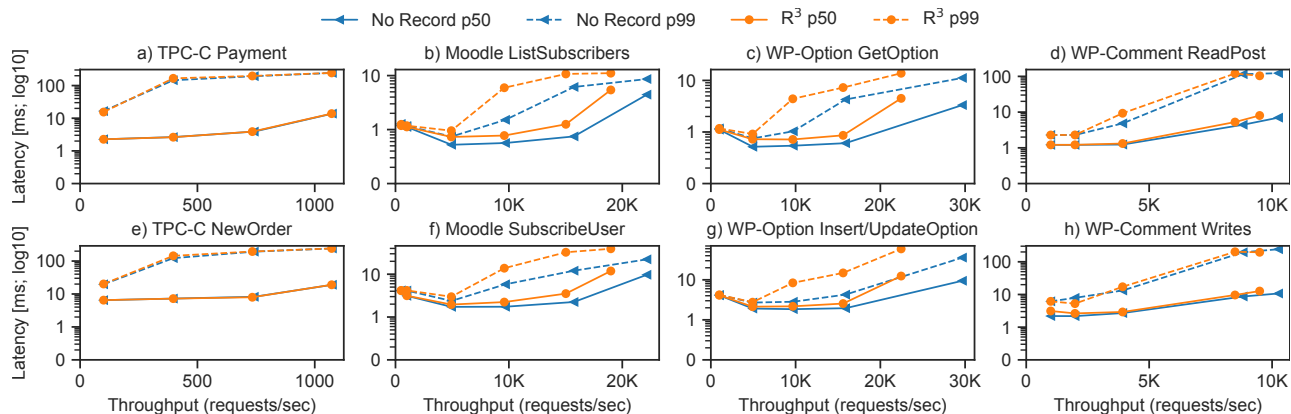 No Record p50 No Record p99 R³ p50 R³ p99
a) TPC-C Payment b) Moodle ListSubscribers c) WP-Option GetOption d) WP-Comment ReadPost
Latency [ms; log10]
100
10
1
0
0 500 1000
10
1
0
0 10K 20K
10
1
0
0 10K 20K 30K
100
10
1
0
0 5K 10K
e) TPC-C NewOrder f) Moodle SubscribeUser g) WP-Option Insert/UpdateOption h) WP-Comment Writes
Latency [ms; log10]
100
10
1
0
0 500 1000
10
1
0
0 10K 20K
10
1
0
0 10K 20K 30K
100
10
1
0
0 5K 10K
Throughput (requests/sec) Throughput (requests/sec) Throughput (requests/sec) Throughput (requests/sec)